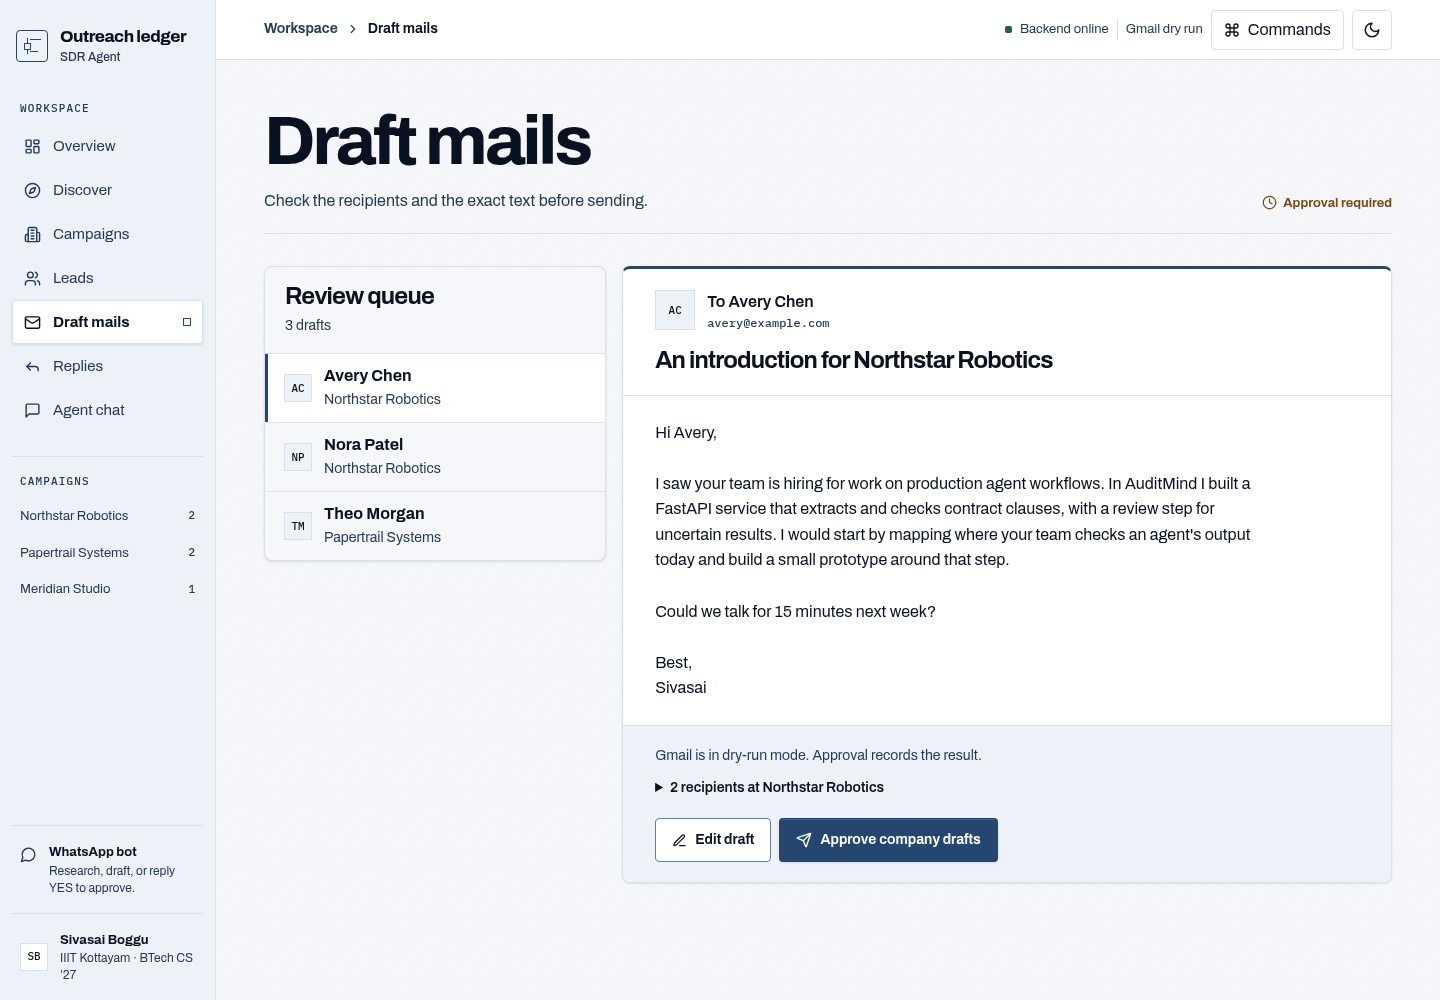 Outreach ledger
SDR Agent
WORKSPACE
Overview
Discover
Campaigns
Leads
Draft mails
Replies
Agent chat
CAMPAIGNS
Northstar Robotics 2
Papertrail Systems 2
Meridian Studio 1
WhatsApp bot
Research, draft, or reply
YES to approve.
SB
Sivasai Boggu
IIIT Kottayam · BTech CS
'27
Workspace > Draft mails
Backend online
Gmail dry run
⌘ Commands
Draft mails
Check the recipients and the exact text before sending.
Approval required
Review queue
3 drafts
AC
Avery Chen
Northstar Robotics
NP
Nora Patel
Northstar Robotics
TM
Theo Morgan
Papertrail Systems
AC
To Avery Chen
avery@example.com
An introduction for Northstar Robotics
Hi Avery,
I saw your team is hiring for work on production agent workflows. In AuditMind I built a
FastAPI service that extracts and checks contract clauses, with a review step for
uncertain results. I would start by mapping where your team checks an agent's output
today and build a small prototype around that step.
Could we talk for 15 minutes next week?
Best,
Sivasai
Gmail is in dry-run mode. Approval records the result.
2 recipients at Northstar Robotics
Edit draft
Approve company drafts